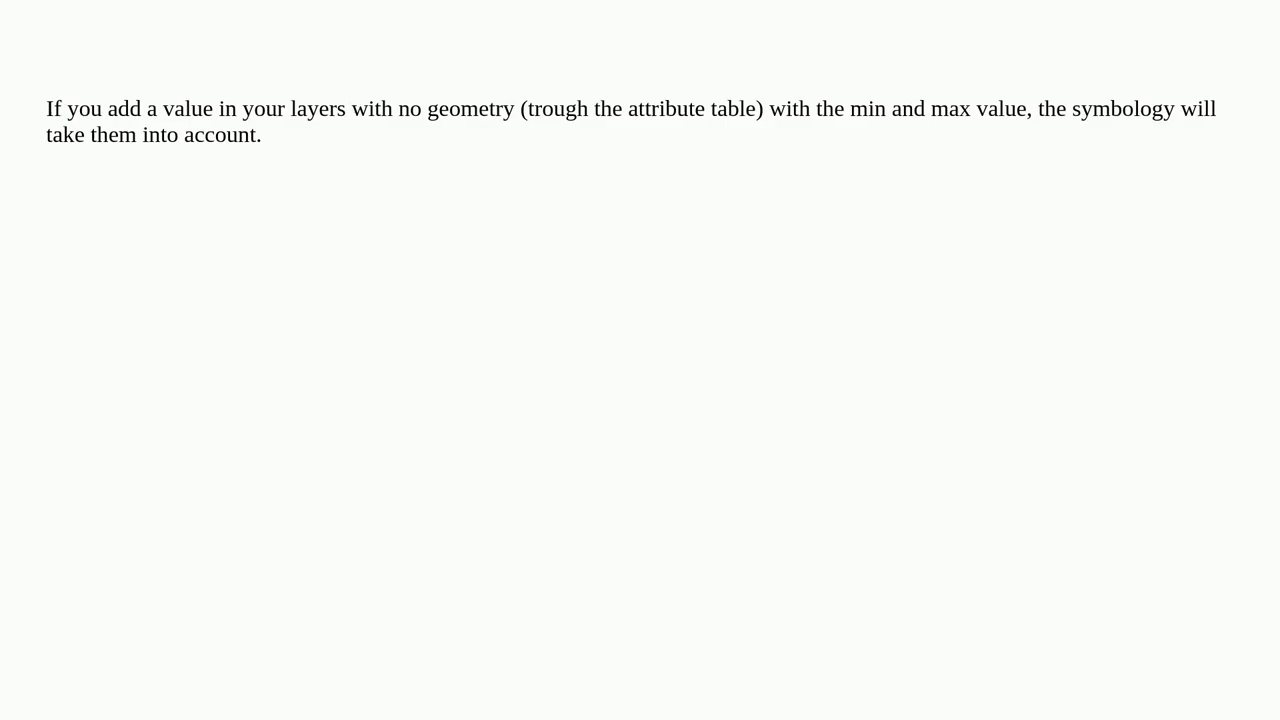 If you add a value in your layers with no geometry (trough the attribute table) with the min and max value, the symbology will
take them into account.